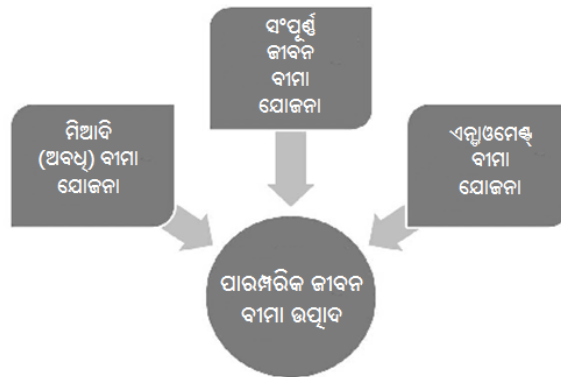 ସଂପୂର୍ଣ୍ଣ
ଜୀବନ
ବୀମା
ଯୋଜନା
ମିଆଦି
(ଅବଧି) ବୀମା
ଯୋଜନା
ଏନ୍ଡାଓମେଣ୍ଟ
ବୀମା
ଯୋଜନା
ପାରମ୍ପରିକ ଜୀବନ
ବୀମା ଉତ୍ପାଦ